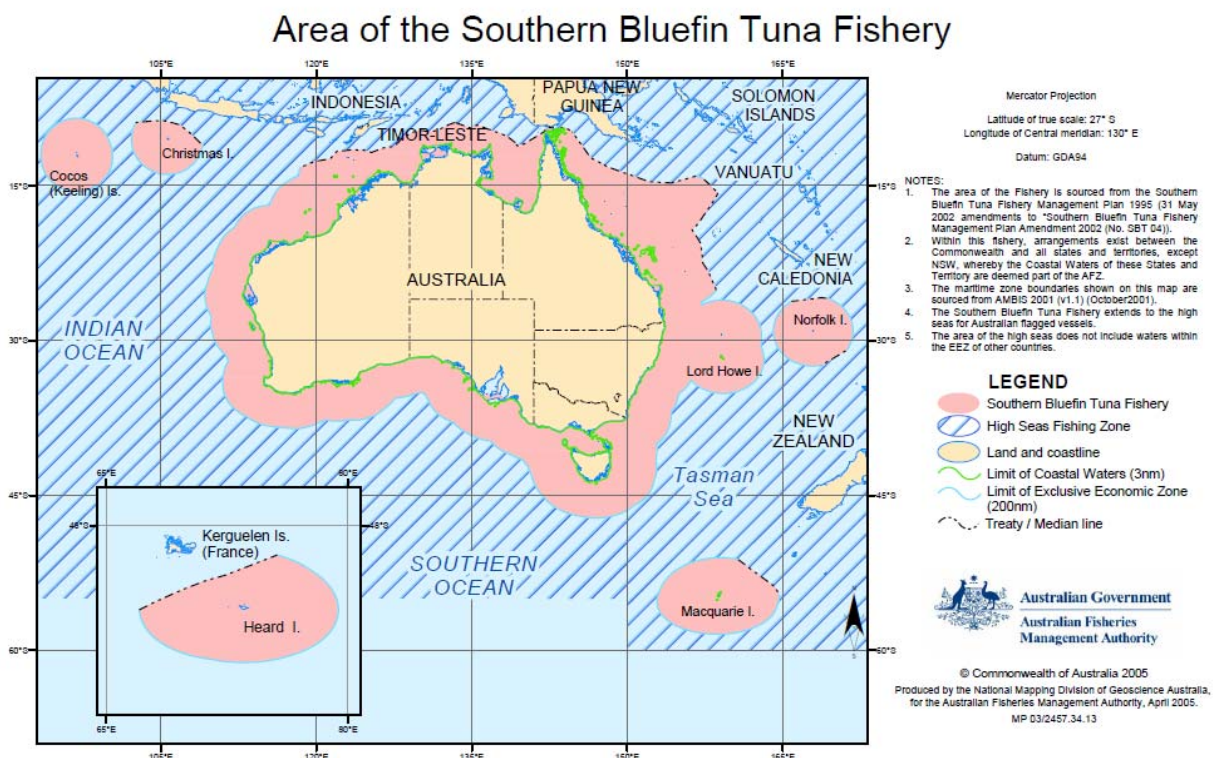 Area of the Southern Bluefin Tuna Fishery
105°E
120°E
135°E
150°E
165°E
INDONESIA
PAPUA NEW
GUINEA
SOLOMON
ISLANDS
TIMOR-LESTE
Christmas I.
Cocos
(Keeling) Is.
VANUATU
15°S
15°S
NEW
CALEDONIA
AUSTRALIA
INDIAN
OCEAN
Norfolk I.
30°S
30°S
Lord Howe I.
NEW
ZEALAND
Tasman
Sea
45°S
45°S
SOUTHERN
OCEAN
Macquarie I.
60°S
60°S
S
65°E
80°E
Kerguelen Is.
(France)
Heard I.
65°E
80°E
105°E
120°E
135°E
150°E
165°E
Mercator Projection
Latitude of true scale: 27° S
Longitude of Central meridian: 130° E
Datum: GDA94
NOTES:
1. The area of the Fishery is sourced from the Southern
Bluefin Tuna Fishery Management Plan 1995 (31 May
2002 amendments to "Southern Bluefin Tuna Fishery
Management Plan Amendment 2002 (No. SBT 04)).
2. Within this fishery, arrangements exist between the
Commonwealth and all states and territories, except
NSW, whereby the Coastal Waters of these States and
Territory are deemed part of the AFZ.
3. The maritime zone boundaries shown on this map are
sourced from AMBIS 2001 (v1.1) (October2001).
4. The Southern Bluefin Tuna Fishery extends to the high
seas for Australian flagged vessels.
5. The area of the high seas does not include waters within
the EEZ of other countries.
LEGEND
Southern Bluefin Tuna Fishery
High Seas Fishing Zone
Land and coastline
Limit of Coastal Waters (3nm)
Limit of Exclusive Economic Zone
(200nm)
Treaty / Median line
Australian Government
Australian Fisheries
Management Authority
© Commonwealth of Australia 2005
Produced by the National Mapping Division of Geoscience Australia,
for the Australian Fisheries Management Authority, April 2005.
MP 03/2457.34.13